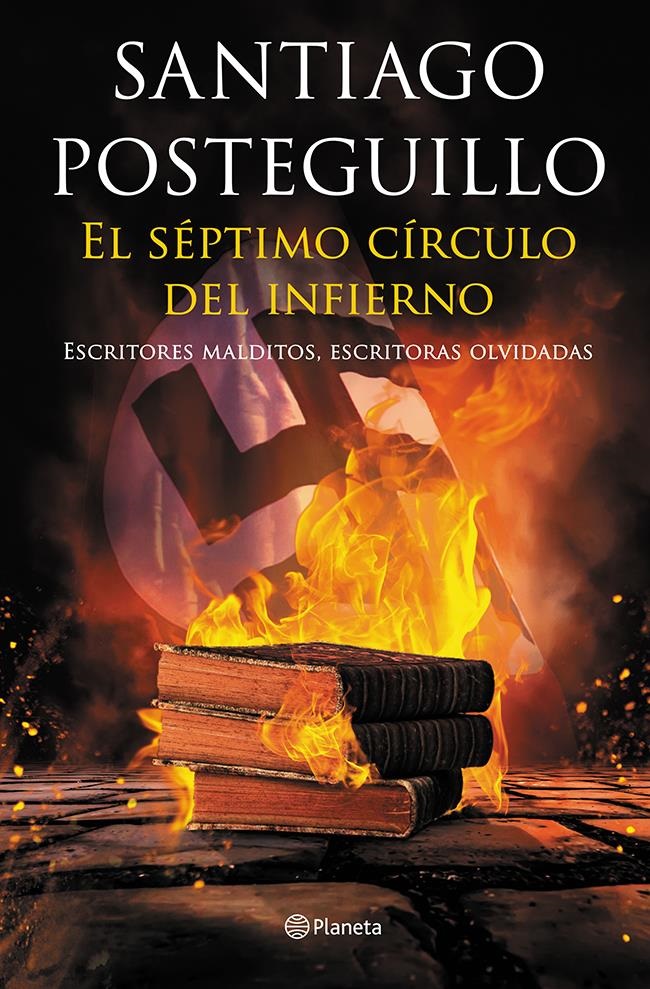 SANTIAGO
POSTEGUILLO
EL SÉPTIMO CÍRCULO
DEL INFIERNO
ESCRITORES MALDITOS, ESCRITORAS OLVIDADAS
Planeta